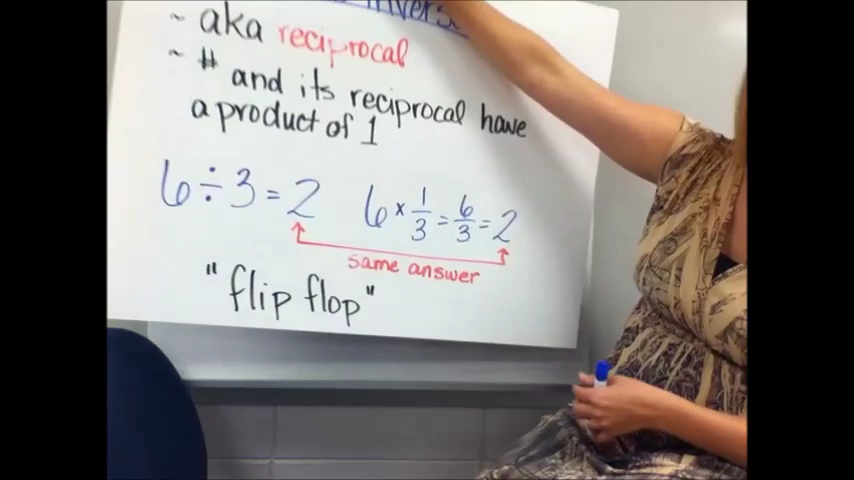 Inverse
~ aka reciprocal
~ # and its reciprocal have
a product of 1
6 ÷ 3 = 2 6 × 1/3 = 6/3 = 2
same answer
"flip flop"